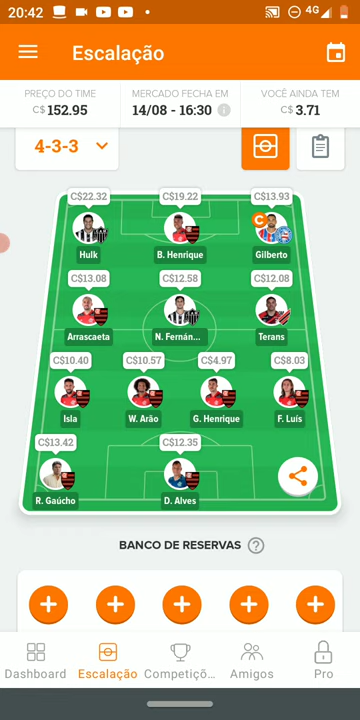 20:42
4G
Escalação
PREÇO DO TIME
MERCADO FECHA EM
VOCÊ AINDA TEM
C$ 152.95
14/08 - 16:30
C$ 3.71
4-3-3
C$22.32
C$19.22
C$13.93
C
Hulk
B. Henrique
Gilberto
C$13.08
C$12.58
C$12.08
Arrascaeta
N. Fernán...
Terans
C$10.40
C$10.57
C$4.97
C$8.03
Isla
W. Arão
G. Henrique
F. Luís
C$13.42
C$12.35
R. Gaúcho
D. Alves
BANCO DE RESERVAS
Dashboard
Escalação
Competiçõ...
Amigos
Pro